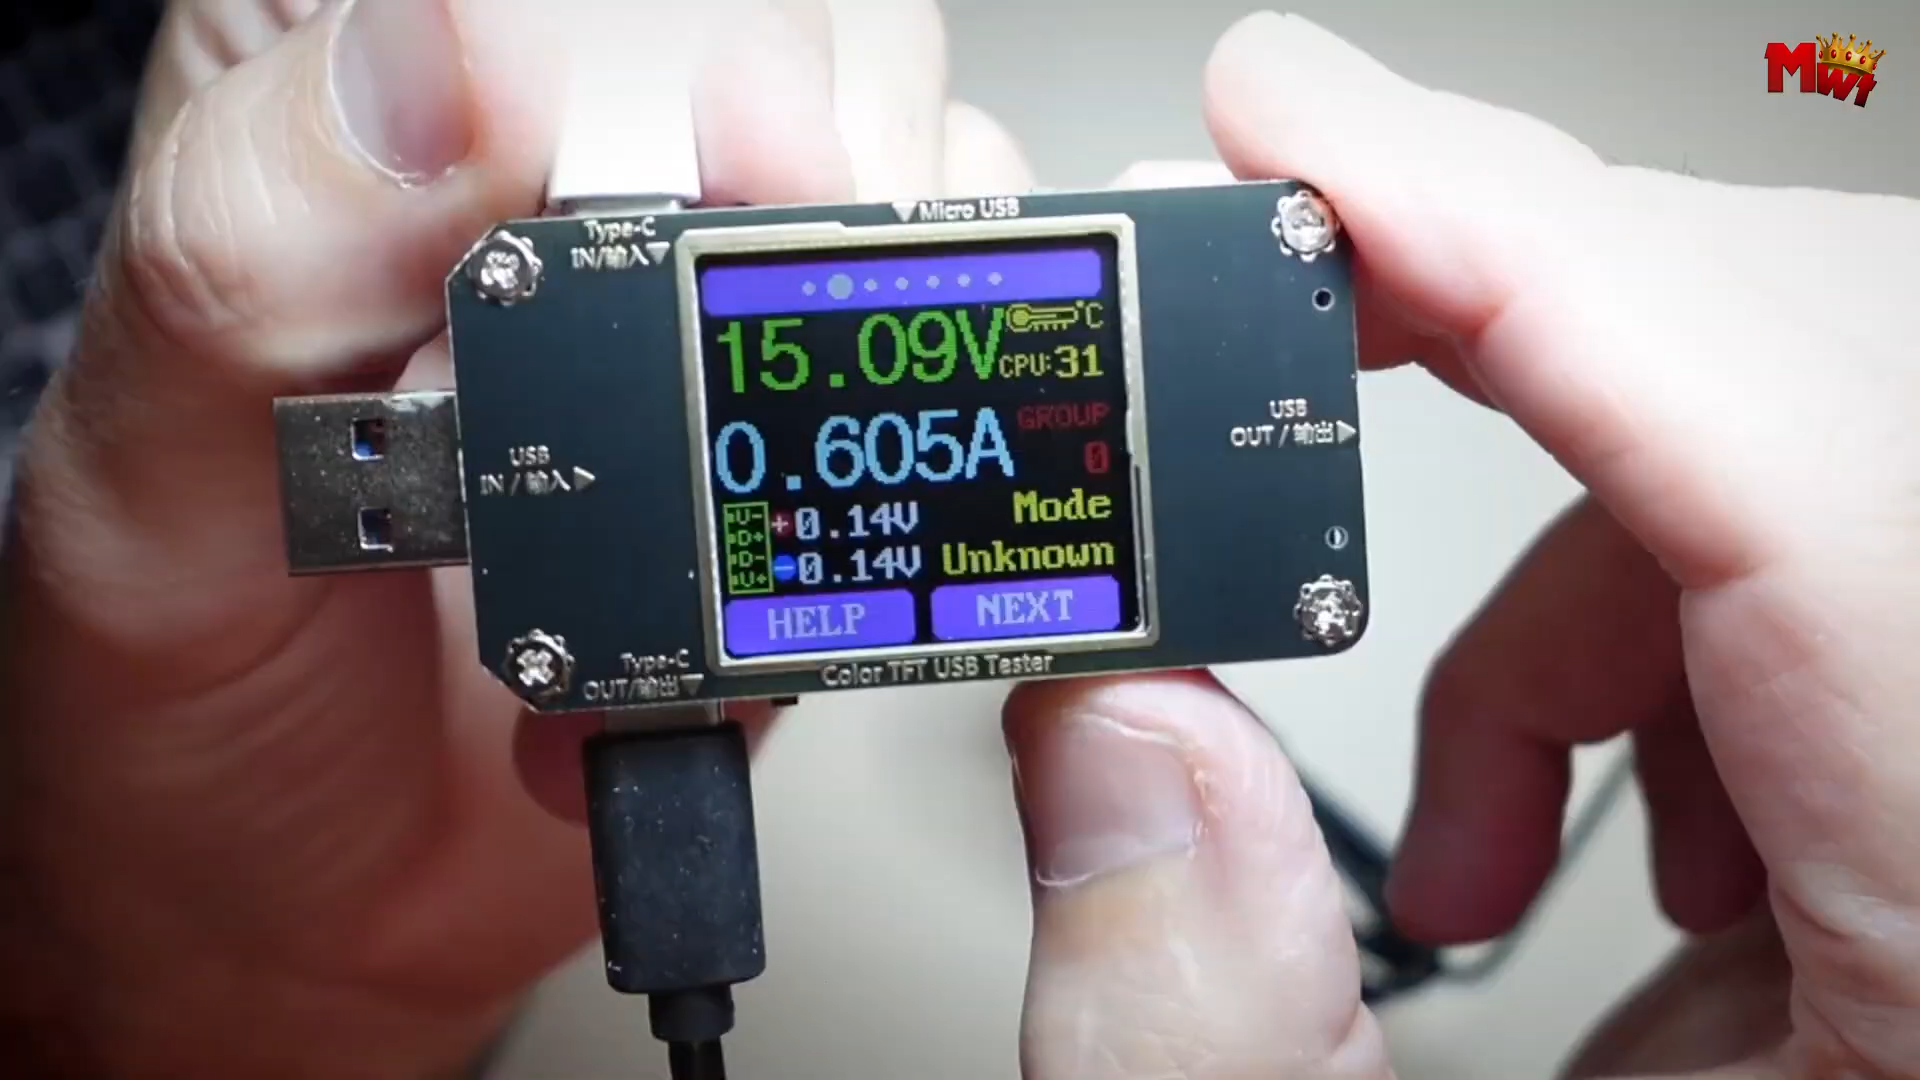 Mwt
Type-C
IN/输入
Micro USB
15.09V
°C
CPU:31
0.605A
GROUP
0
USB
IN / 输入
USB
OUT / 输出
V-
D+
D-
V+
+0.14V
-0.14V
Mode
Unknown
HELP
NEXT
Type-C
OUT/输出
Color TFT USB Tester